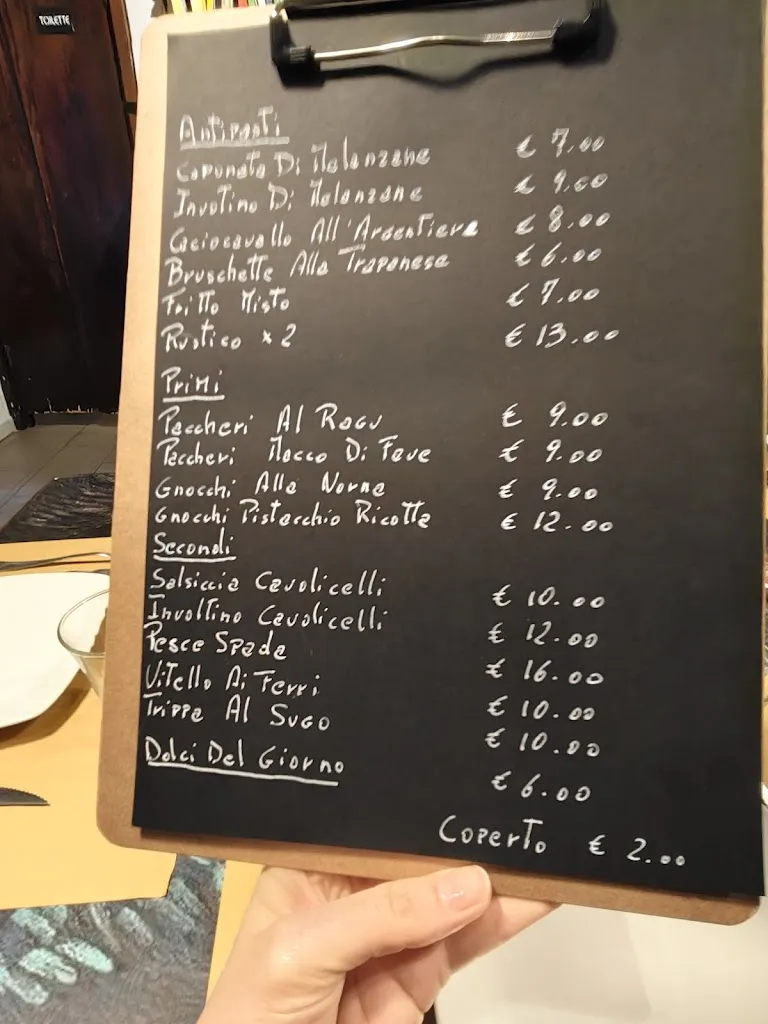 TOILETTE
Antipasti
Caponata Di Melanzane € 7.00
Involtino Di Melanzane € 9.00
Caciocavallo All'Argentiera € 8.00
Bruschette Alla Trapanese € 6.00
Fritto Misto € 7.00
Rustico x 2 € 13.00
Primi
Paccheri Al Ragu € 9.00
Paccheri Macco Di Fave € 9.00
Gnocchi Alla Norma € 9.00
Gnocchi Pistacchio Ricotta € 12.00
Secondi
Salsiccia Cavolicelli € 10.00
Involtino Cavolicelli € 12.00
Pesce Spada € 16.00
Vitello Ai Ferri € 10.00
Trippa Al Sugo € 10.00
Dolci Del Giorno € 6.00
Coperto € 2.00